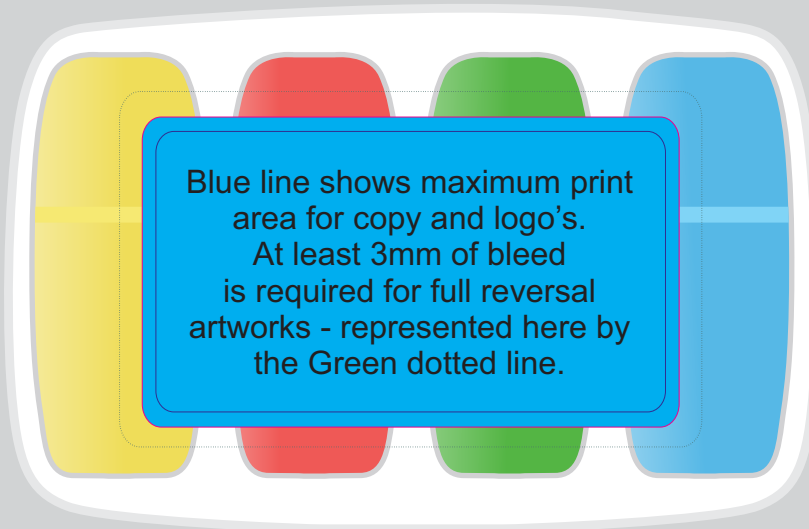 Blue line shows maximum print
area for copy and logo’s.
At least 3mm of bleed
is required for full reversal
artworks - represented here by
the Green dotted line.